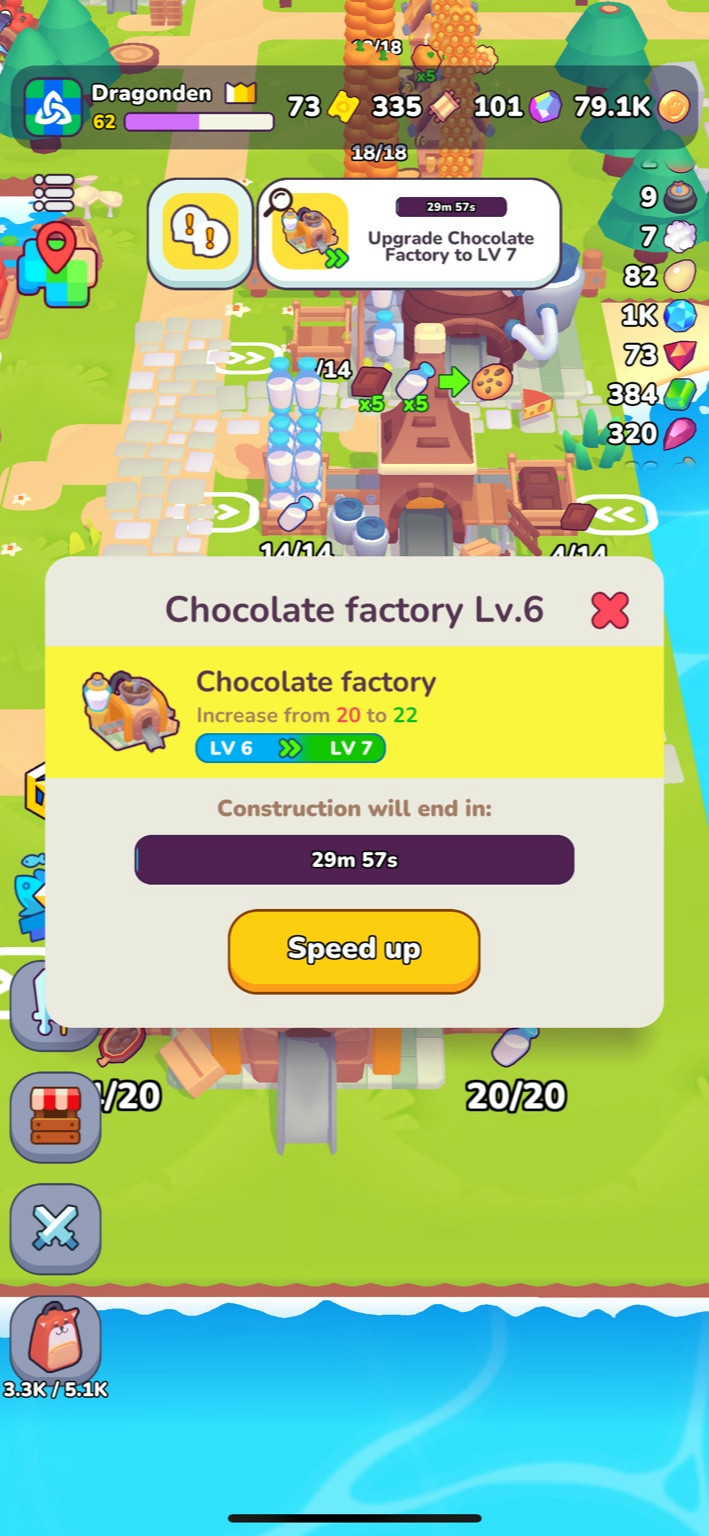 18/18
x5
Dragonden
62
73
335
101
79.1K
18/18
9
7
82
1K
73
384
320
29m 57s
Upgrade Chocolate
Factory to LV 7
/14
x5
x5
14/14
4/14
Chocolate factory Lv.6
Chocolate factory
Increase from 20 to 22
LV 6
LV 7
Construction will end in:
29m 57s
Speed up
/20
20/20
3.3K / 5.1K